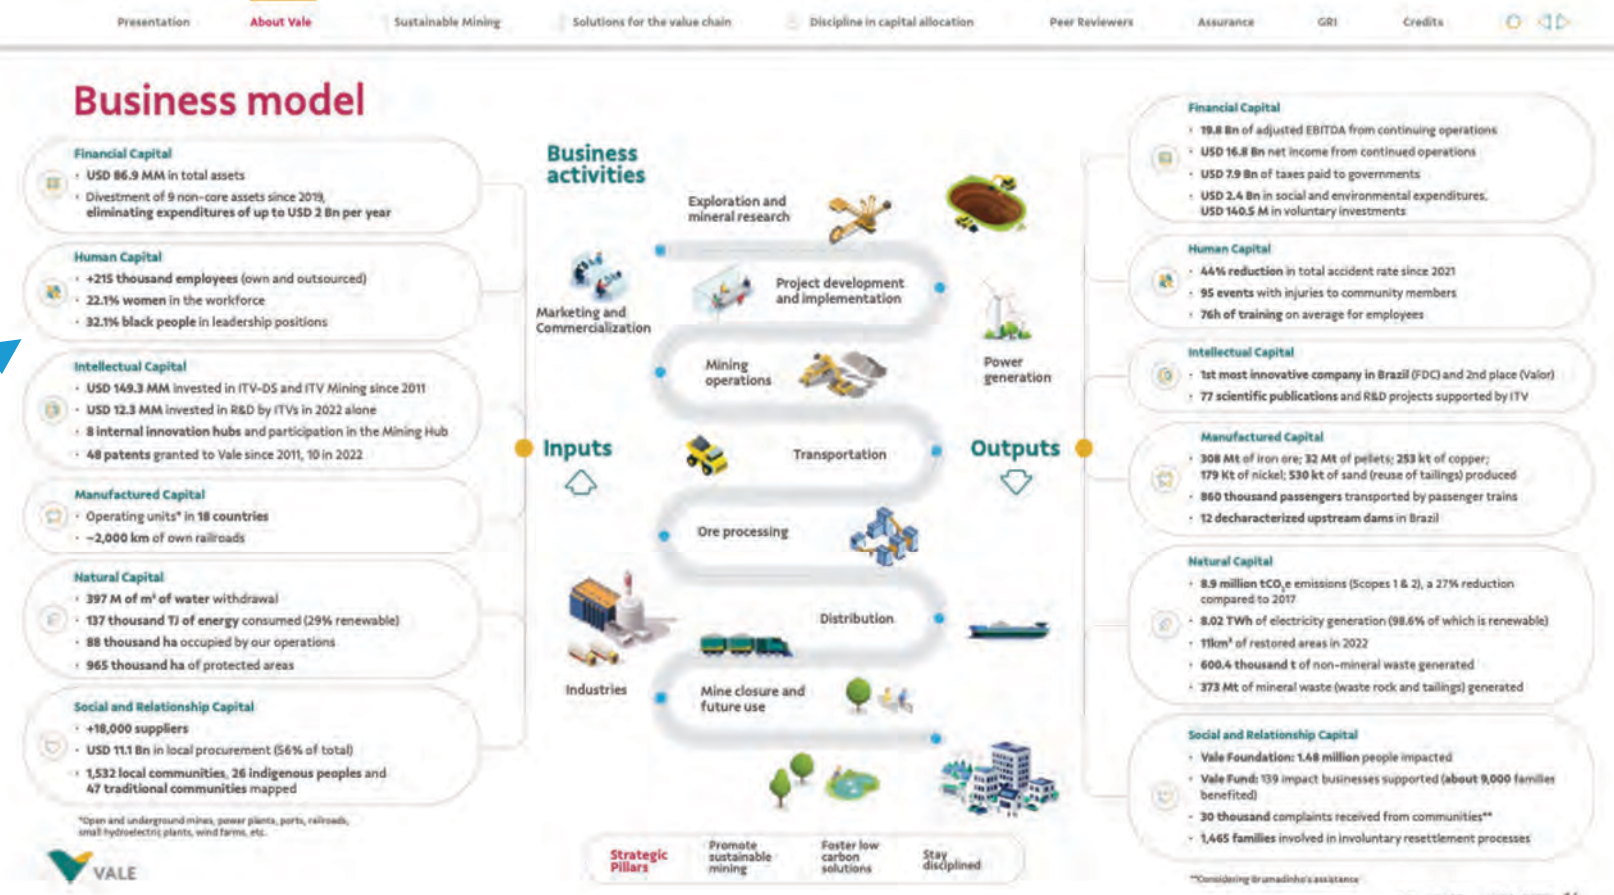 Presentation
About Vale
Sustainable Mining
Solutions for the value chain
Discipline in capital allocation
Peer Reviewers
Assurance
GRI
Credits
Business model
Financial Capital
· USD 86.9 MM in total assets
· Divestment of 9 non-core assets since 2019,
eliminating expenditures of up to USD 2 Bn per year
Human Capital
· +215 thousand employees (own and outsourced)
· 22.1% women in the workforce
· 32.1% black people in leadership positions
Intellectual Capital
· USD 149.3 MM invested in ITV-DS and ITV Mining since 2011
· USD 12.3 MM invested in R&D by ITVs in 2022 alone
· 8 internal innovation hubs and participation in the Mining Hub
· 48 patents granted to Vale since 2011, 10 in 2022
Manufactured Capital
· Operating units* in 18 countries
· ~2,000 km of own railroads
Natural Capital
· 397 M of m³ of water withdrawal
· 137 thousand TJ of energy consumed (29% renewable)
· 88 thousand ha occupied by our operations
· 965 thousand ha of protected areas
Social and Relationship Capital
· +18,000 suppliers
· USD 11.1 Bn in local procurement (56% of total)
· 1,532 local communities, 26 indigenous peoples and
47 traditional communities mapped
*Open and underground mines, power plants, ports, railroads,
small hydroelectric plants, wind farms, etc.
VALE
Inputs
Business
activities
Exploration and
mineral research
Marketing and
Commercialization
Project development
and implementation
Mining
operations
Power
generation
Transportation
Ore processing
Distribution
Industries
Mine closure and
future use
Strategic
Pillars
Promote
sustainable
mining
Foster low
carbon
solutions
Stay
disciplined
Outputs
Financial Capital
· 19.8 Bn of adjusted EBITDA from continuing operations
· USD 16.8 Bn net income from continued operations
· USD 7.9 Bn of taxes paid to governments
· USD 2.4 Bn in social and environmental expenditures,
USD 140.5 M in voluntary investments
Human Capital
· 44% reduction in total accident rate since 2021
· 95 events with injuries to community members
· 76h of training on average for employees
Intellectual Capital
· 1st most innovative company in Brazil (FDC) and 2nd place (Valor)
· 77 scientific publications and R&D projects supported by ITV
Manufactured Capital
· 308 Mt of iron ore; 32 Mt of pellets; 253 kt of copper;
179 Kt of nickel; 530 kt of sand (reuse of tailings) produced
· 860 thousand passengers transported by passenger trains
· 12 decharacterized upstream dams in Brazil
Natural Capital
· 8.9 million tCO₂e emissions (Scopes 1 & 2), a 27% reduction
compared to 2017
· 8.02 TWh of electricity generation (98.6% of which is renewable)
· 11km² of restored areas in 2022
· 600.4 thousand t of non-mineral waste generated
· 373 Mt of mineral waste (waste rock and tailings) generated
Social and Relationship Capital
· Vale Foundation: 1.48 million people impacted
· Vale Fund: 139 impact businesses supported (about 9,000 families
benefited)
· 30 thousand complaints received from communities**
· 1,465 families involved in involuntary resettlement processes
**Considering Brumadinho's assistance